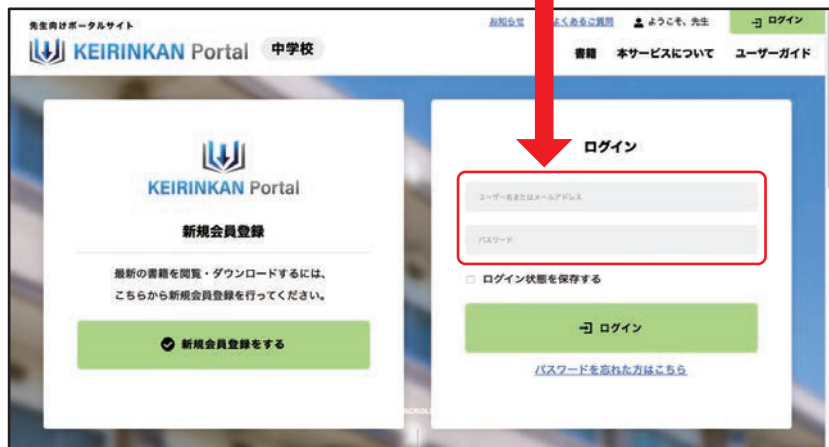 先生向けポータルサイト
KEIRINKAN Portal 中学校
お知らせ よくあるご質問 ようこそ、先生 ログイン
書籍 本サービスについて ユーザーガイド
KEIRINKAN Portal
新規会員登録
最新の書籍を閲覧・ダウンロードするには、
こちらから新規会員登録を行ってください。
新規会員登録をする
ログイン
ユーザー名またはメールアドレス
パスワード
ログイン状態を保存する
ログイン
パスワードを忘れた方はこちら
SCROLL